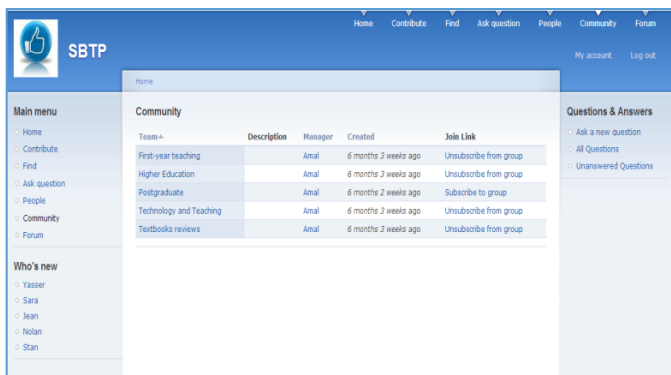 Home Contribute Find Ask question People Community Forum
SBTP
My account Log out
Home
Main menu
Home
Contribute
Find
Ask question
People
Community
Forum
Who's new
Yasser
Sara
Jean
Nolan
Stan
Community
Team Description Manager Created Join Link
First-year teaching Amal 6 months 3 weeks ago Unsubscribe from group
Higher Education Amal 6 months 3 weeks ago Unsubscribe from group
Postgraduate Amal 6 months 2 weeks ago Subscribe to group
Technology and Teaching Amal 6 months 3 weeks ago Unsubscribe from group
Textbooks reviews Amal 6 months 3 weeks ago Unsubscribe from group
Questions & Answers
Ask a new question
All Questions
Unanswered Questions